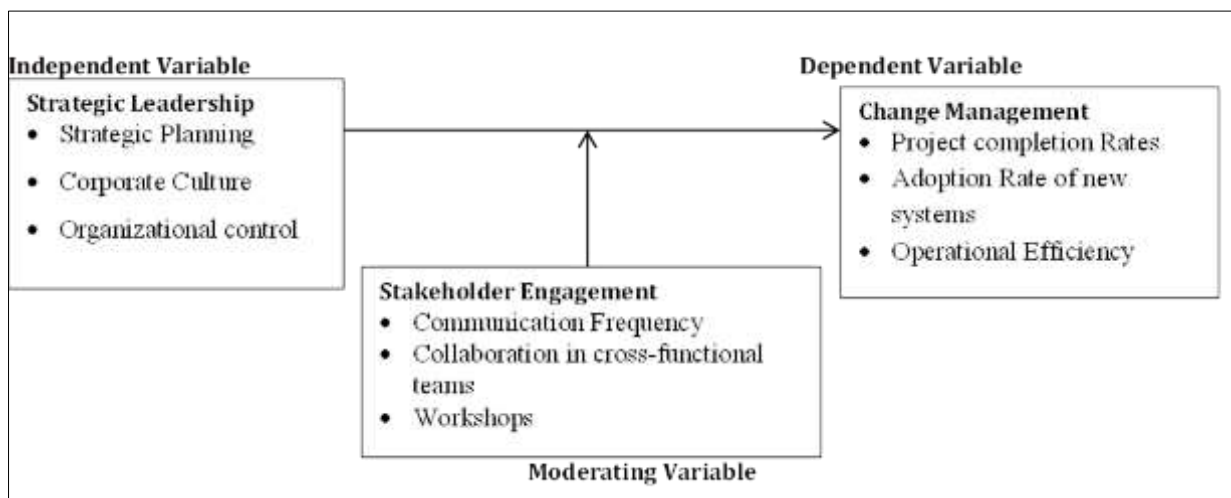 Independent Variable
Strategic Leadership
• Strategic Planning
• Corporate Culture
• Organizational control
Dependent Variable
Change Management
• Project completion Rates
• Adoption Rate of new
systems
• Operational Efficiency
Stakeholder Engagement
• Communication Frequency
• Collaboration in cross-functional
teams
• Workshops
Moderating Variable